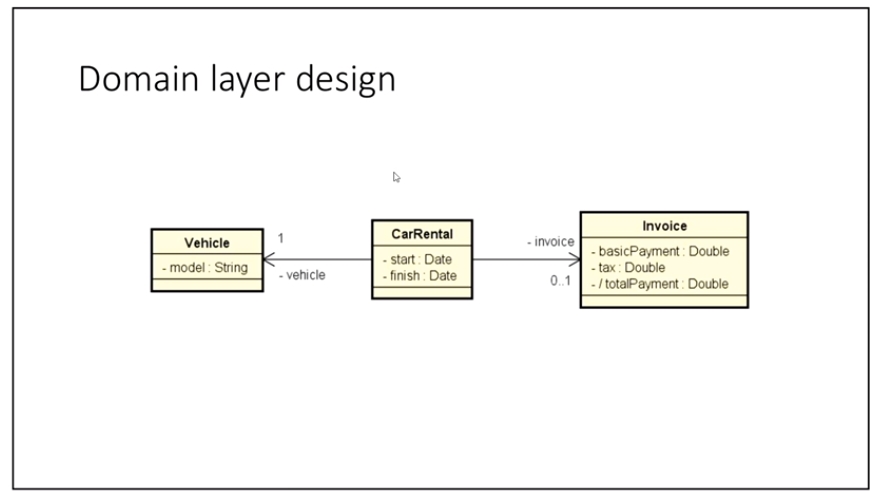 Domain layer design
Vehicle
- model : String
1
- vehicle
CarRental
- start : Date
- finish : Date
- invoice
0..1
Invoice
- basicPayment : Double
- tax : Double
- / totalPayment : Double